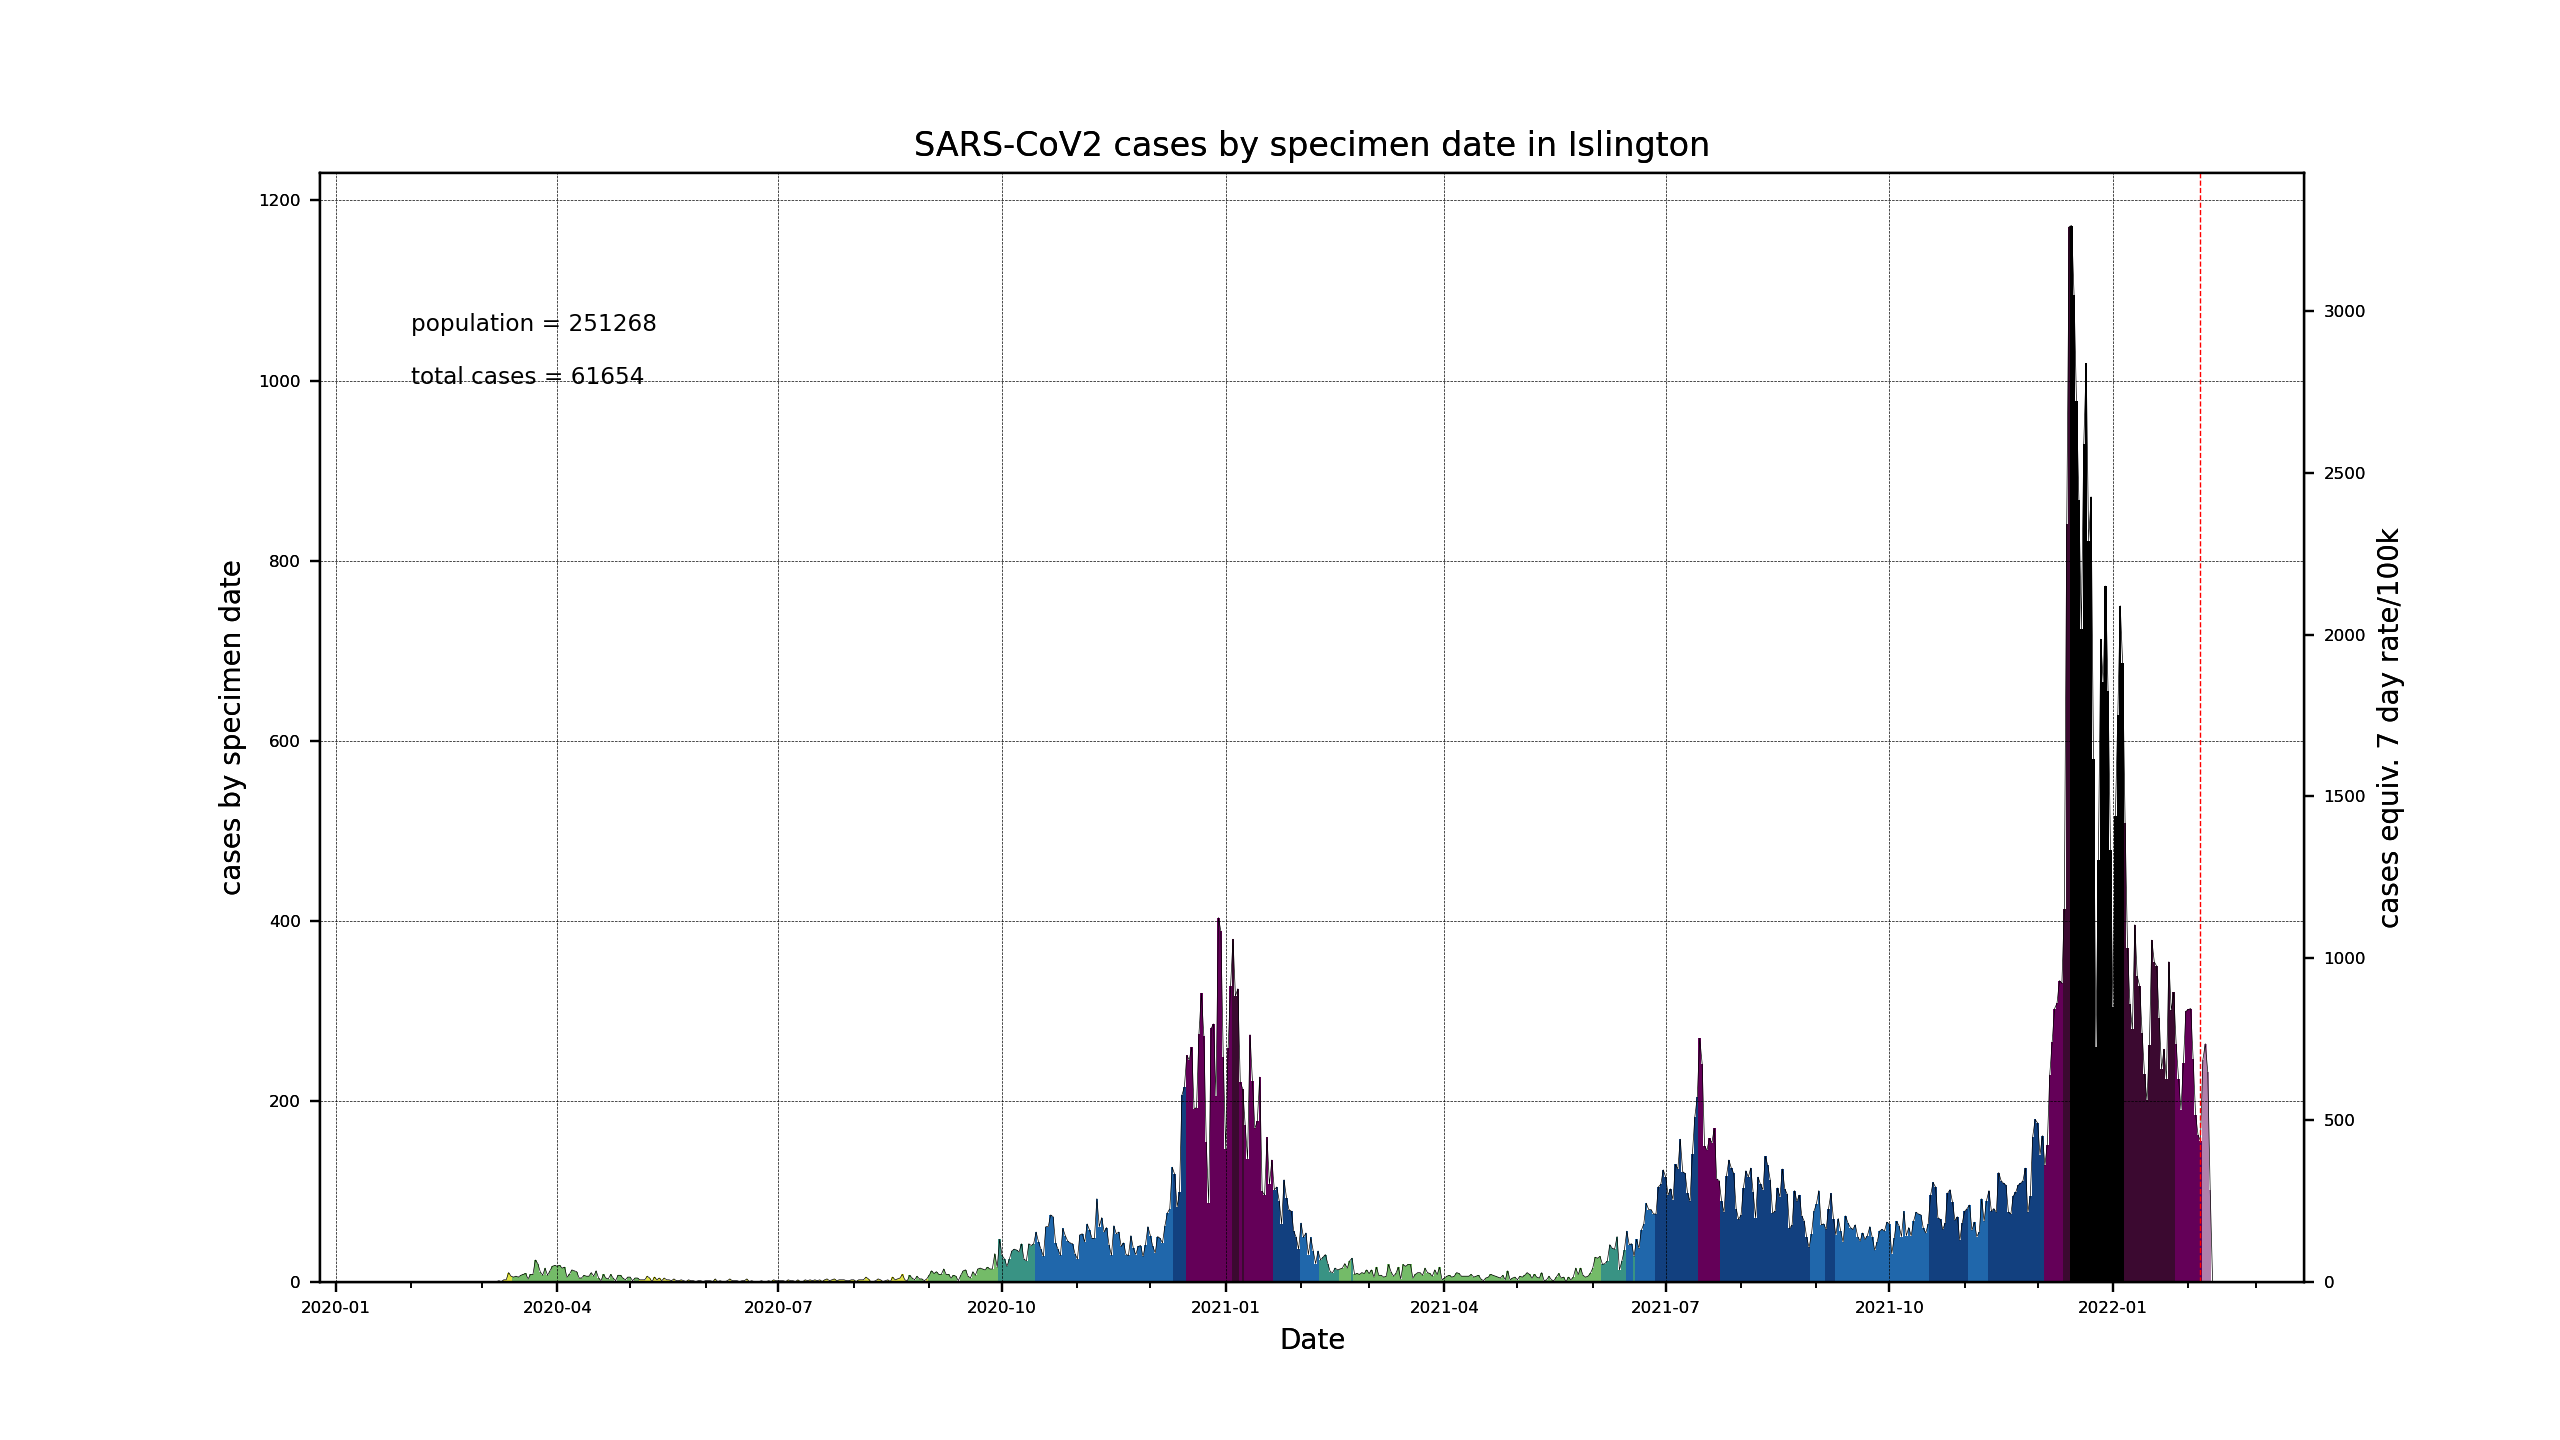 SARS-CoV2 cases by specimen date in Islington
population = 251268
total cases = 61654
cases by specimen date
1200
1000
800
600
400
200
0
3000
2500
2000
1500
1000
500
0
cases equiv. 7 day rate/100k
2020-01 2020-04 2020-07 2020-10 2021-01 2021-04 2021-07 2021-10 2022-01
Date